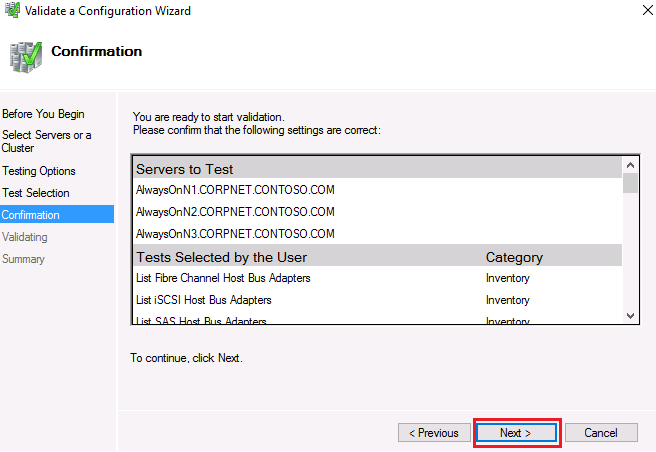 Validate a Configuration Wizard
Confirmation
Before You Begin
Select Servers or a
Cluster
Testing Options
Test Selection
Confirmation
Validating
Summary
You are ready to start validation.
Please confirm that the following settings are correct:
Servers to Test
AlwaysOnN1.CORPNET.CONTOSO.COM
AlwaysOnN2.CORPNET.CONTOSO.COM
AlwaysOnN3.CORPNET.CONTOSO.COM
Tests Selected by the User Category
List Fibre Channel Host Bus Adapters Inventory
List iSCSI Host Bus Adapters Inventory
List SAS Host Bus Adapters Inventory
To continue, click Next.
< Previous Next > Cancel